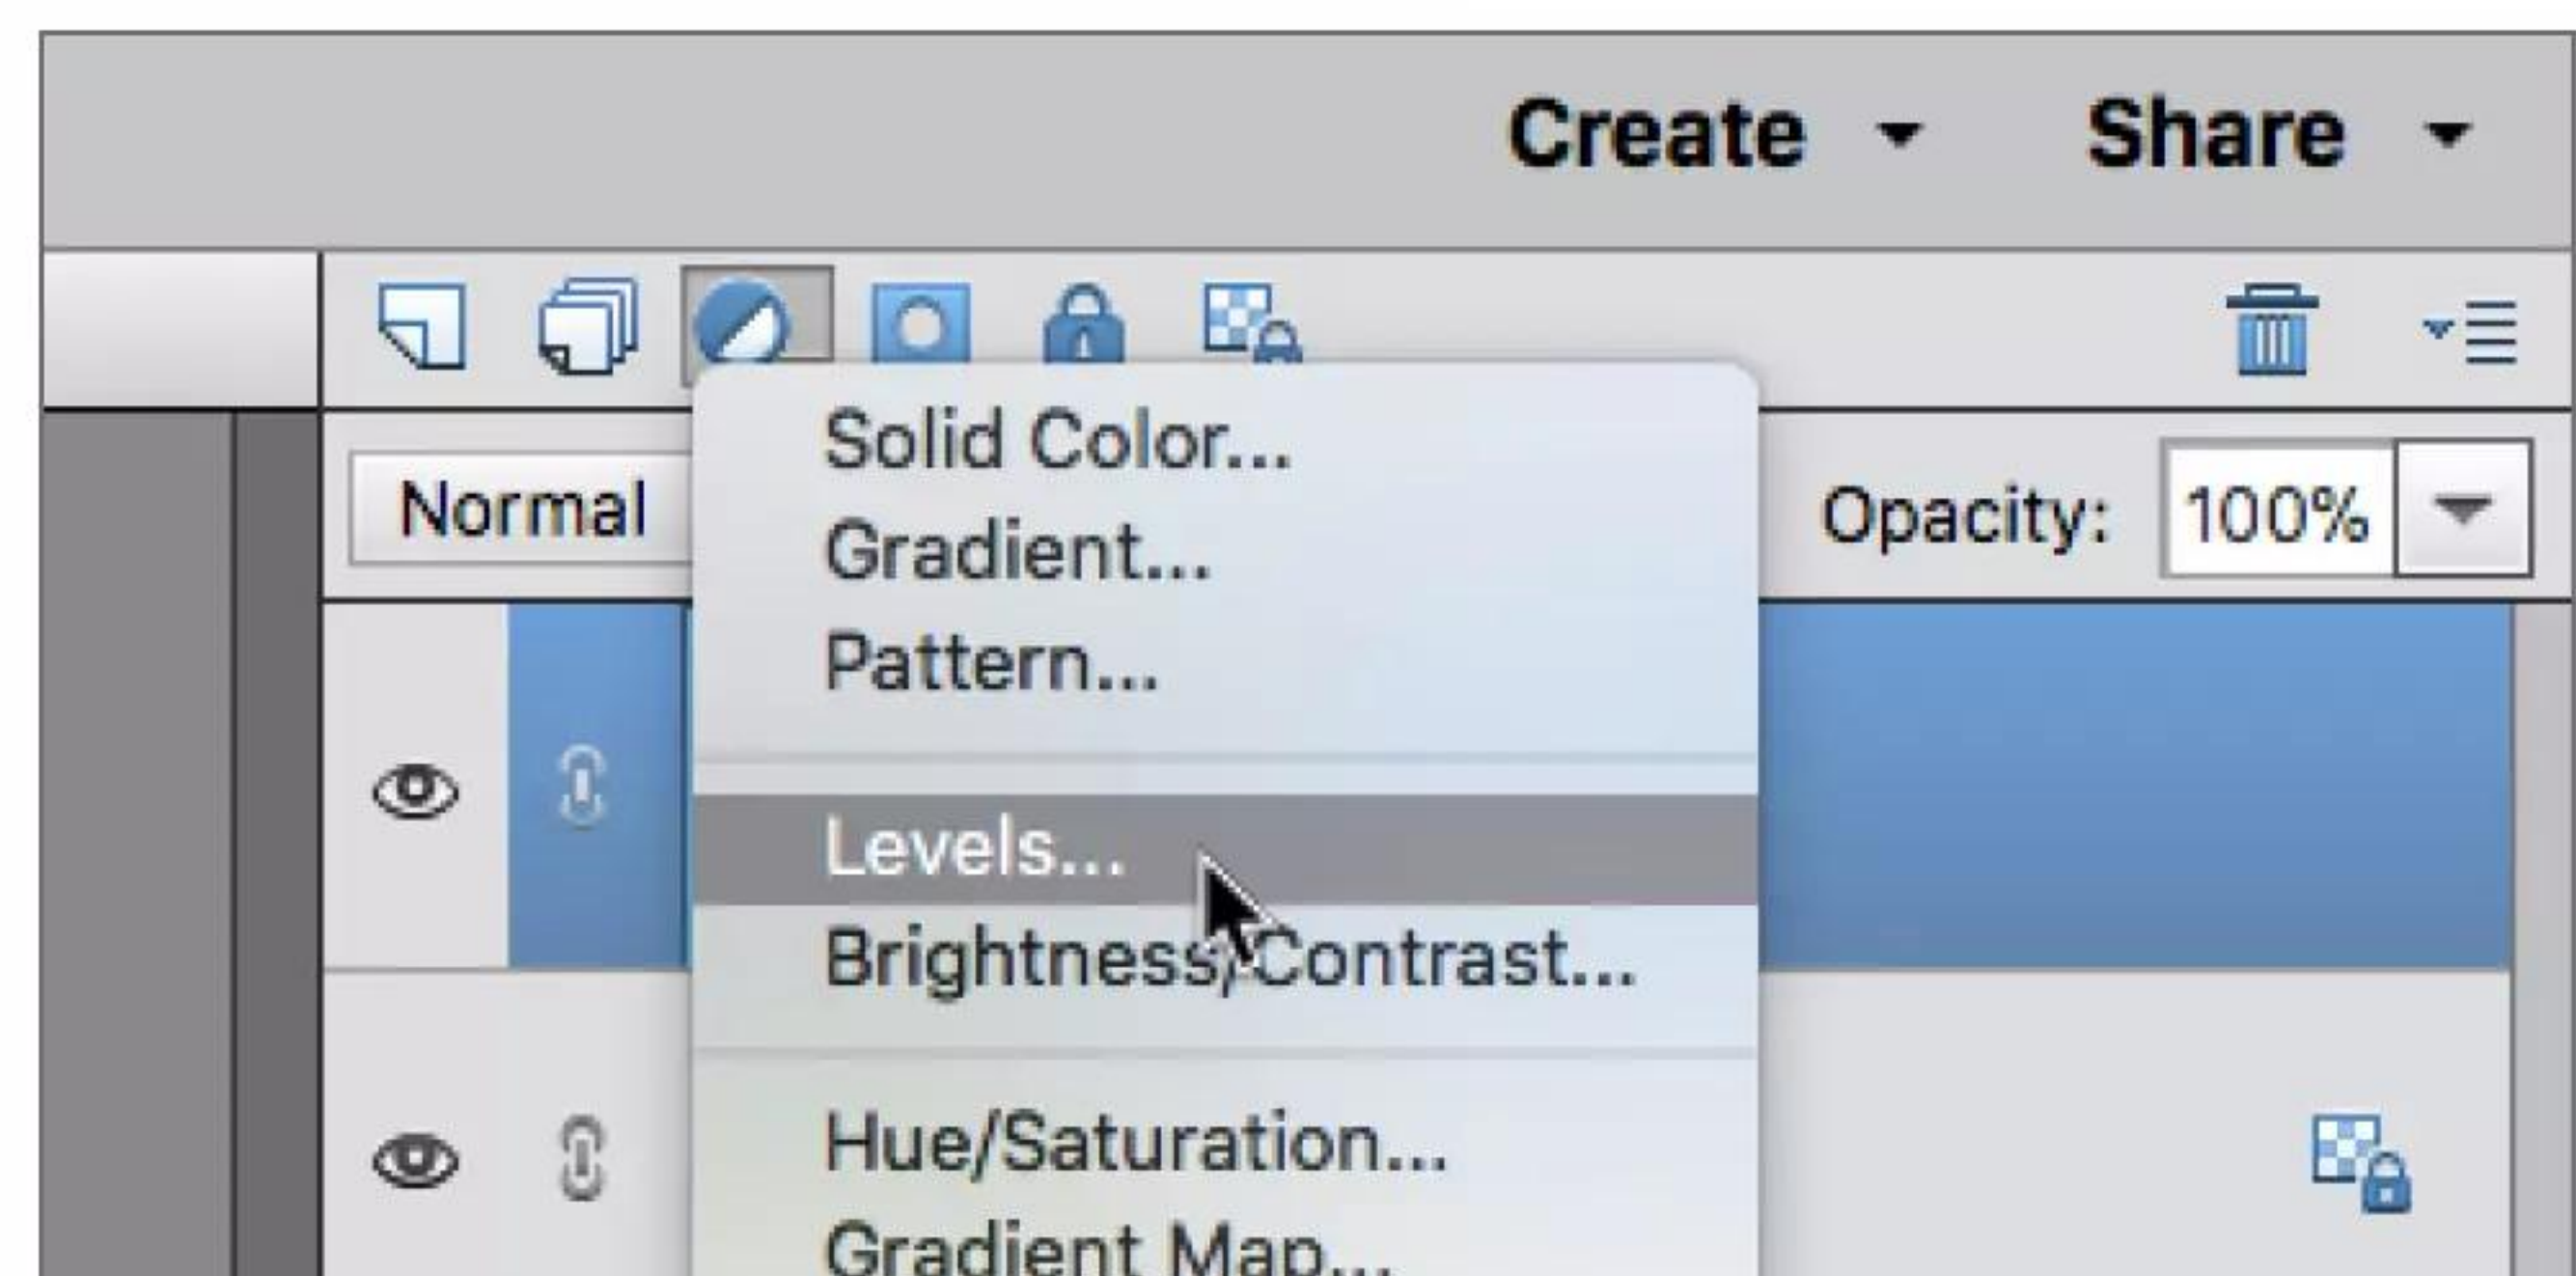 Create Share
Solid Color...
Normal
Opacity: 100%
Gradient...
Pattern...
Levels...
Brightness/Contrast...
Hue/Saturation...
Gradient Map...